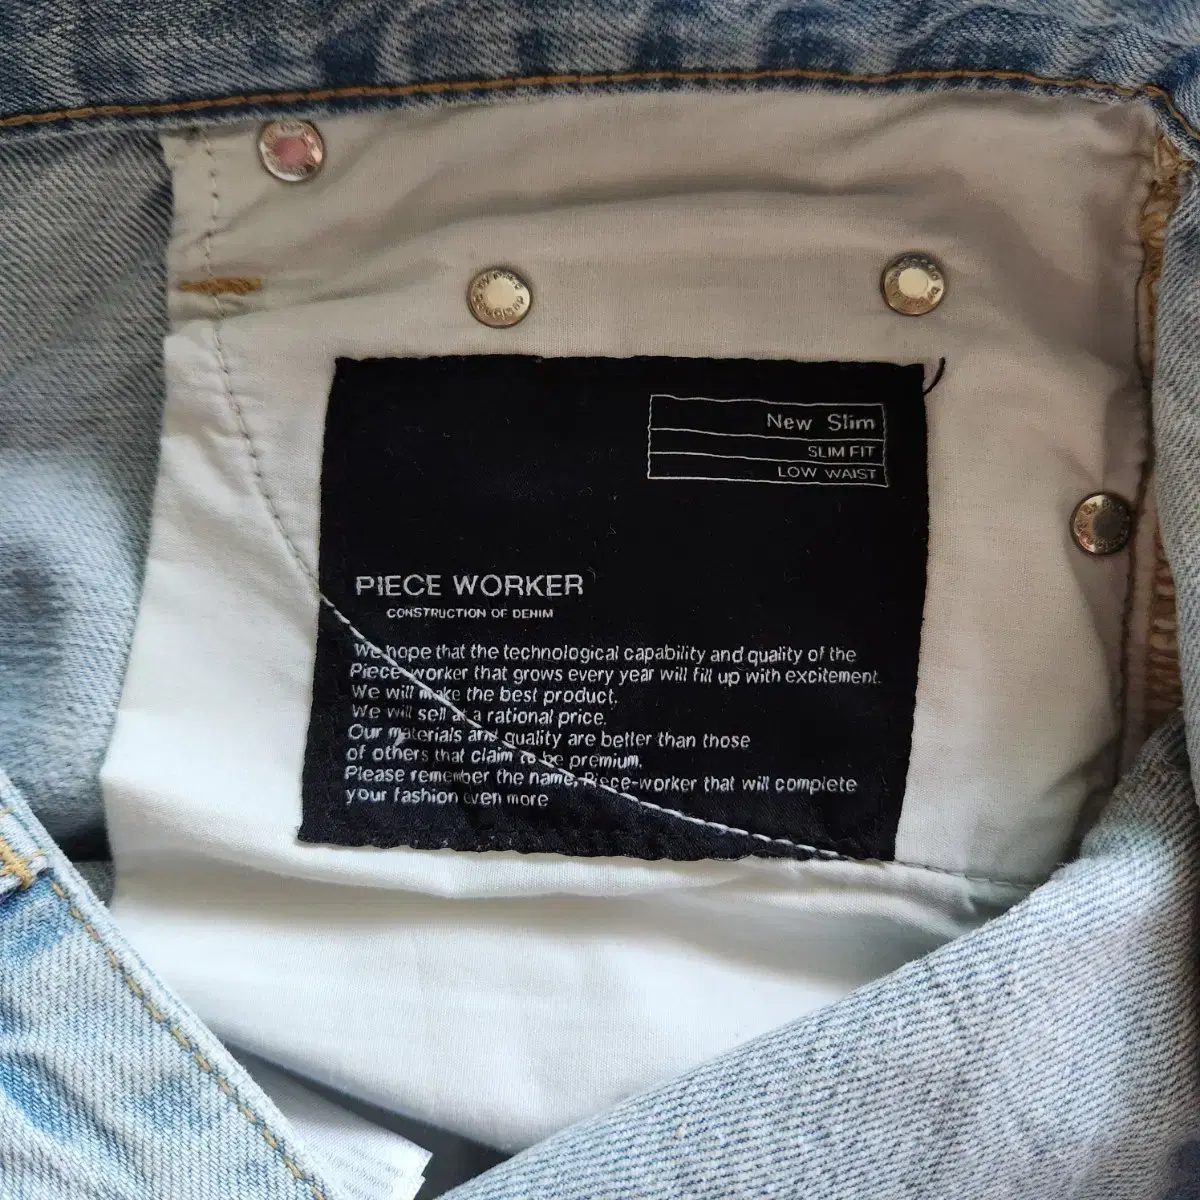 New Slim
SLIM FIT
LOW WAIST
PIECE WORKER
CONSTRUCTION OF DENIM
We hope that the technological capability and quality of the
Piece-worker that grows every year will fill up with excitement.
We will make the best product.
We will sell at a rational price.
Our materials and quality are better than those
of others that claim to be premium.
Please remember the name, Piece-worker that will complete
your fashion even more